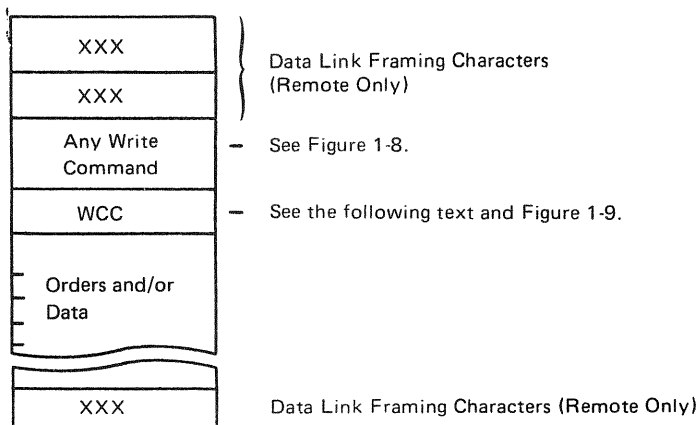 XXX
Data Link Framing Characters
(Remote Only)
XXX
Any Write
Command
– See Figure 1-8.
WCC
– See the following text and Figure 1-9.
Orders and/or
Data
XXX
Data Link Framing Characters (Remote Only)